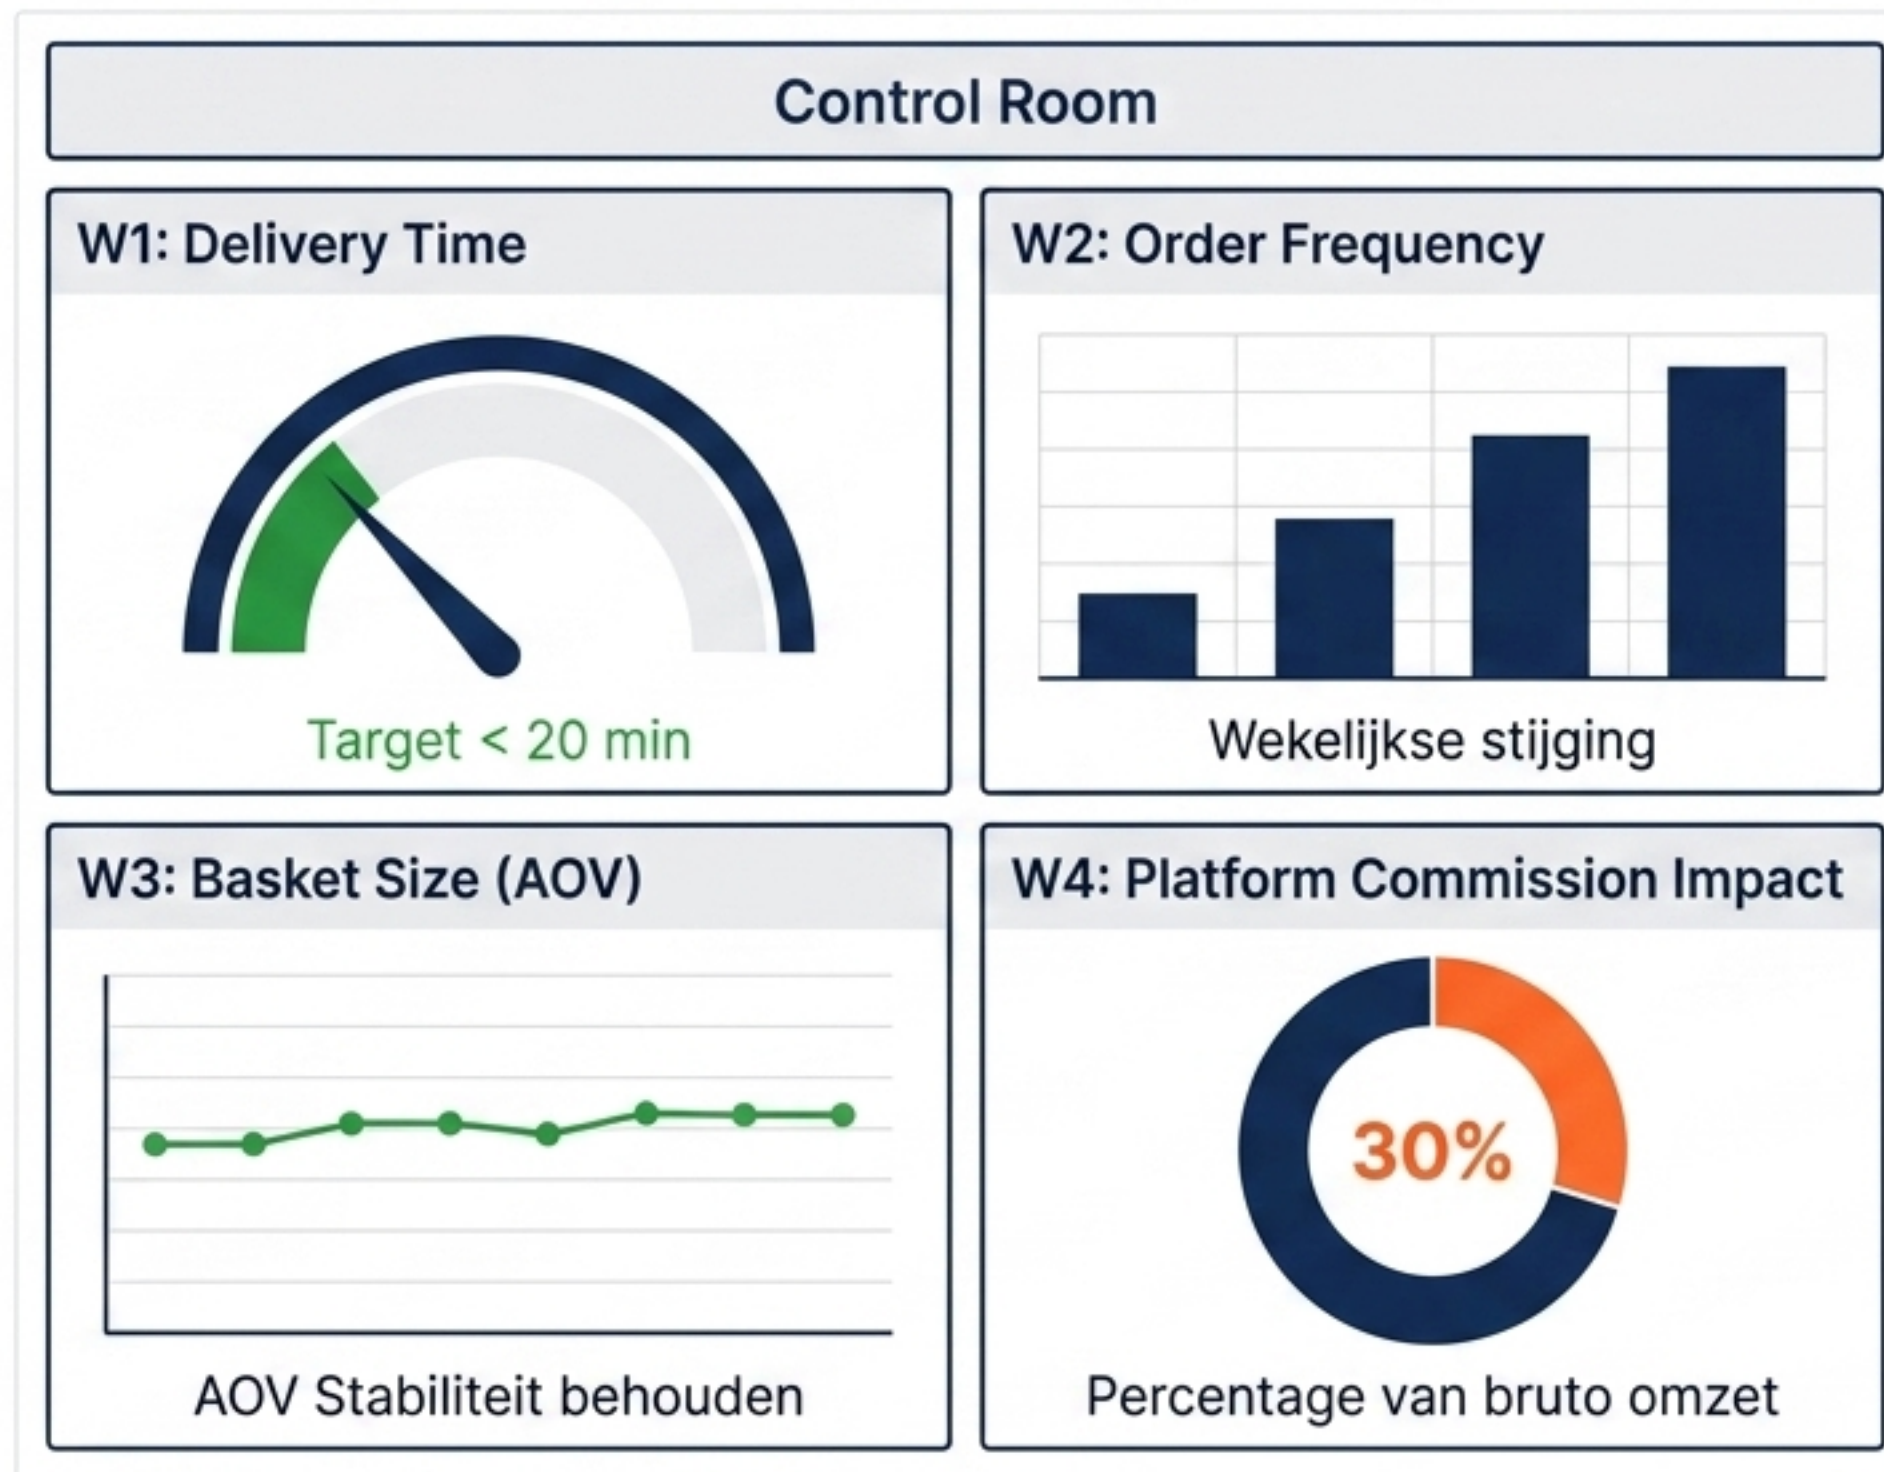 Control Room
W1: Delivery Time
Target < 20 min
W2: Order Frequency
Wekelijkse stijging
W3: Basket Size (AOV)
AOV Stabiliteit behouden
W4: Platform Commission Impact
30%
Percentage van bruto omzet